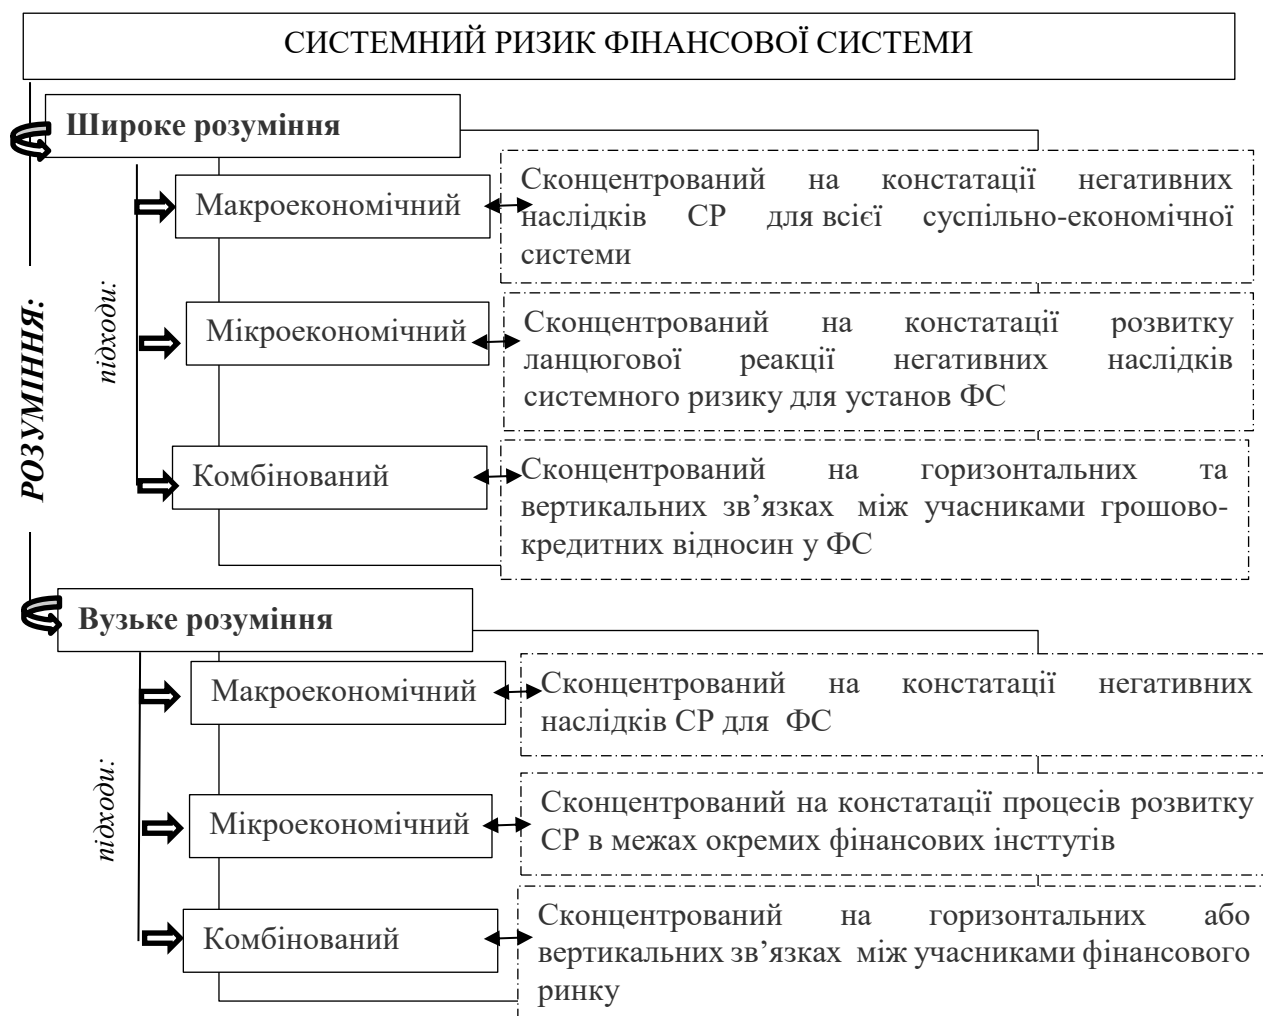 СИСТЕМНИЙ РИЗИК ФІНАНСОВОЇ СИСТЕМИ
РОЗУМІННЯ:
Широке розуміння
підходи:
Макроекономічний
Сконцентрований на констатації негативних
наслідків СР для всієї суспільно-економічної
системи
Мікроекономічний
Сконцентрований на констатації розвитку
ланцюгової реакції негативних наслідків
системного ризику для установ ФС
Комбінований
Сконцентрований на горизонтальних та
вертикальних зв’язках між учасниками грошово-
кредитних відносин у ФС
Вузьке розуміння
підходи:
Макроекономічний
Сконцентрований на констатації негативних
наслідків СР для ФС
Мікроекономічний
Сконцентрований на констатації процесів розвитку
СР в межах окремих фінансових інсттутів
Комбінований
Сконцентрований на горизонтальних або
вертикальних зв’язках між учасниками фінансового
ринку